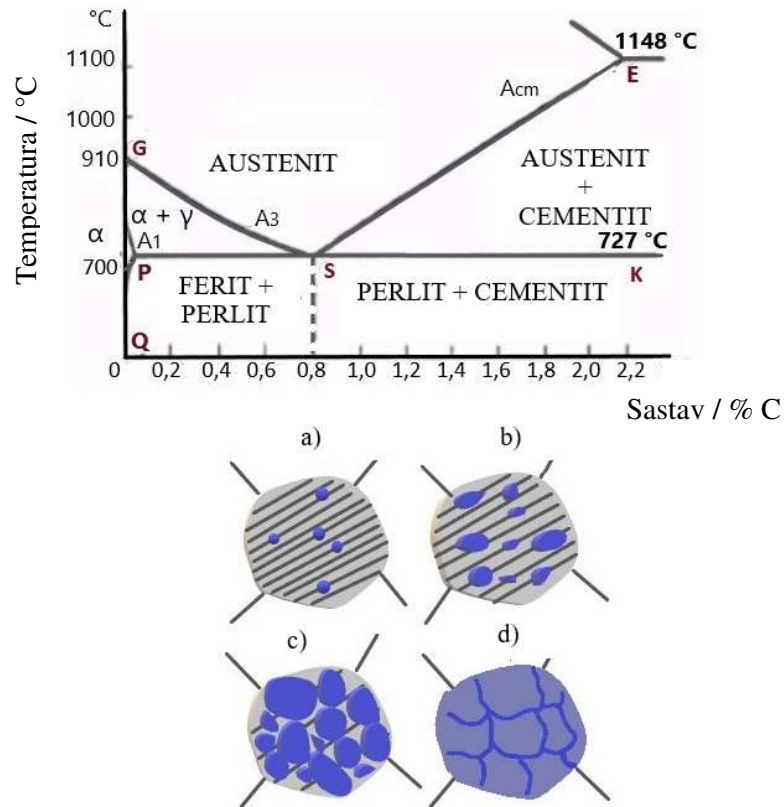 °C
1148 °C
1100
E
Acm
1000
G
910
AUSTENIT
AUSTENIT
+
CEMENTIT
α + γ
A3
α
A1
727 °C
700
P
S
K
FERIT +
PERLIT
PERLIT + CEMENTIT
Q
0 0,2 0,4 0,6 0,8 1,0 1,2 1,4 1,6 1,8 2,0 2,2
Temperatura / °C
Sastav / % C
a) b)
c) d)